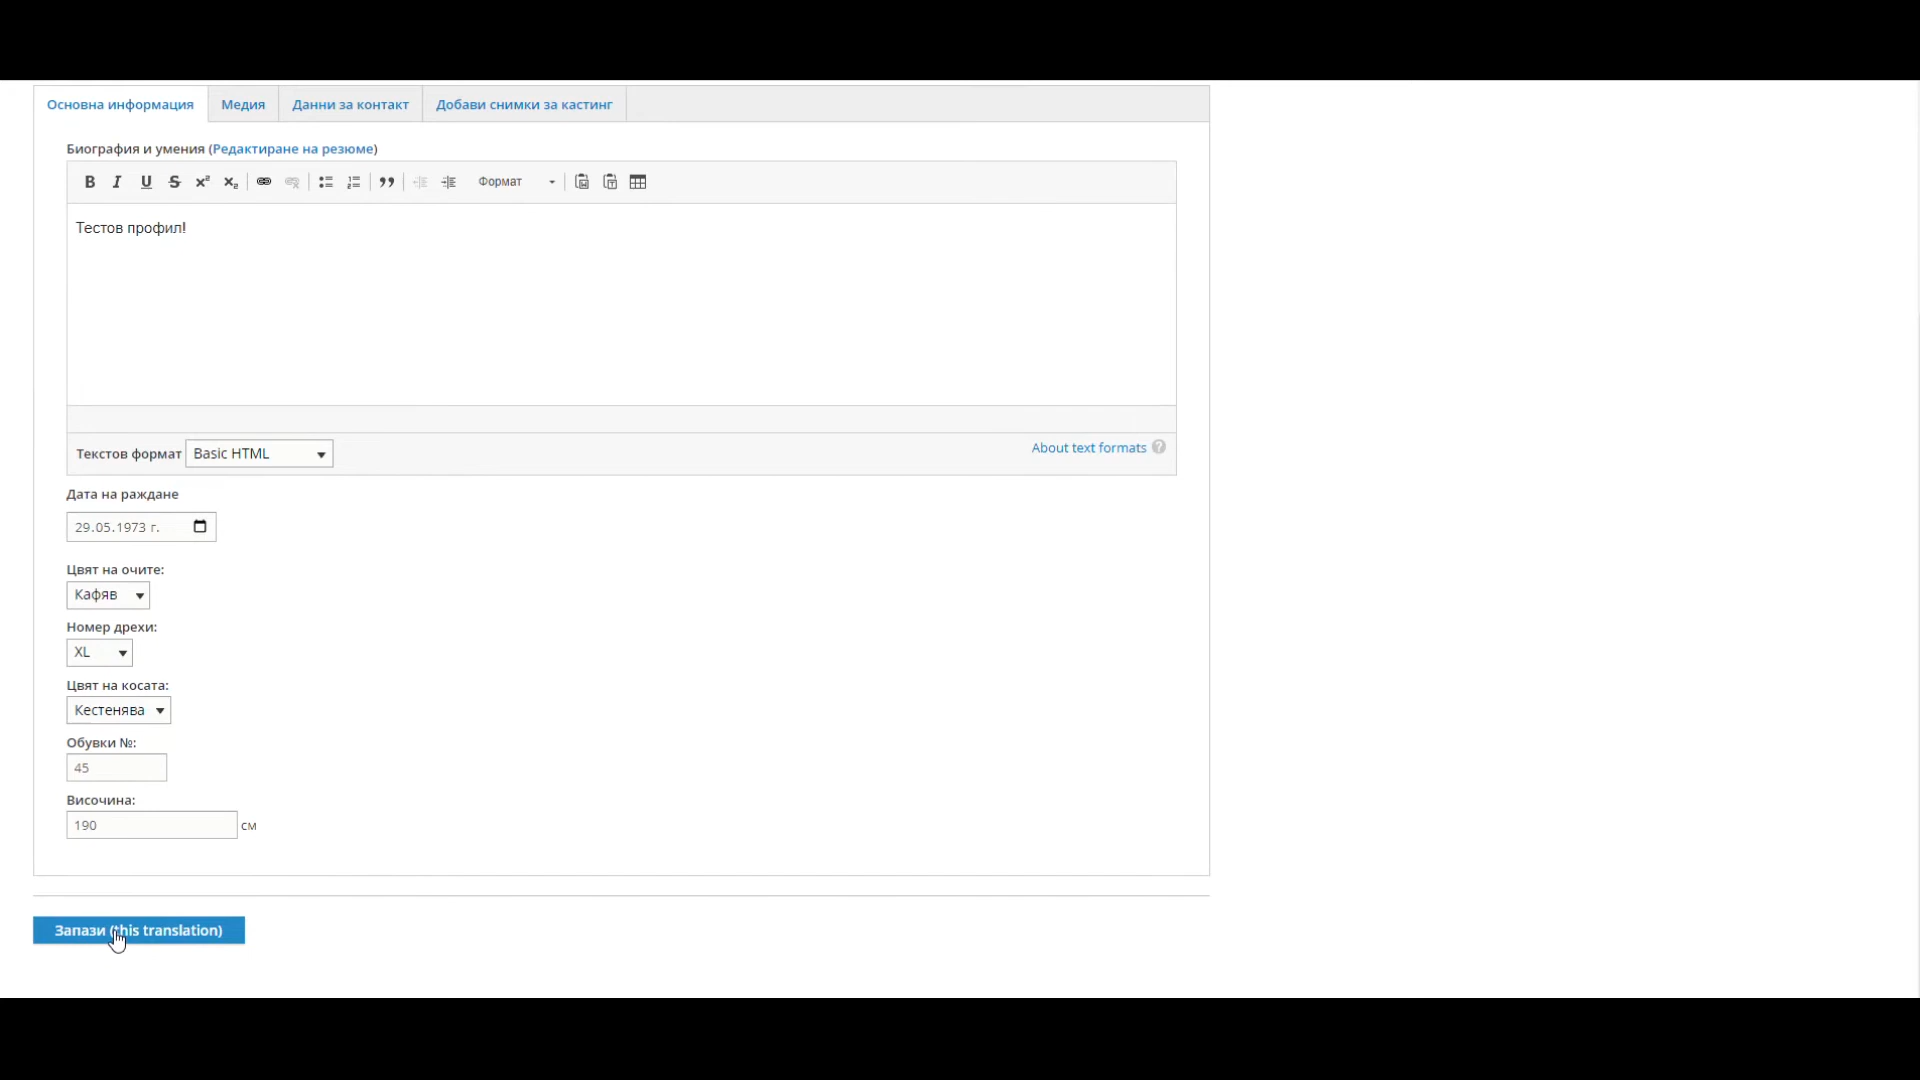 Основна информация Медия Данни за контакт Добави снимки за кастинг
Биография и умения (Редактиране на резюме)
B I U S x² x₂ Формат
Тестов профил!
Текстов формат Basic HTML About text formats ?
Дата на раждане
29.05.1973 г.
Цвят на очите:
Кафяв
Номер дрехи:
XL
Цвят на косата:
Кестенява
Обувки №:
45
Височина:
190 см
Запази (this translation)